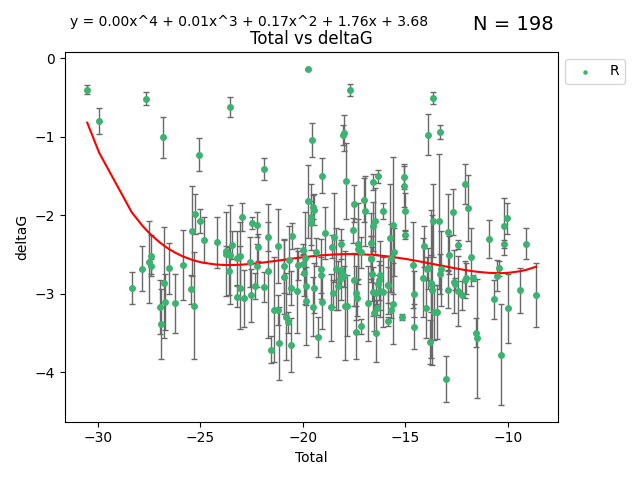 y = 0.00x^4 + 0.01x^3 + 0.17x^2 + 1.76x + 3.68
N = 198
Total vs deltaG
R
0
−1
−2
−3
−4
deltaG
−30 −25 −20 −15 −10
Total